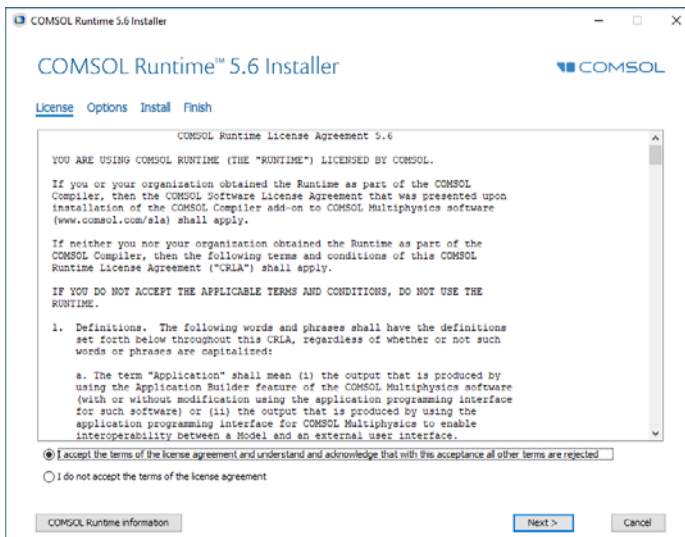 COMSOL Runtime 5.6 Installer
COMSOL Runtime™ 5.6 Installer
COMSOL
License Options Install Finish
COMSOL Runtime License Agreement 5.6
YOU ARE USING COMSOL RUNTIME (THE "RUNTIME") LICENSED BY COMSOL.
If you or your organization obtained the Runtime as part of the COMSOL
Compiler, then the COMSOL Software License Agreement that was presented upon
installation of the COMSOL Compiler add-on to COMSOL Multiphysics software
(www.comsol.com/sla) shall apply.
If neither you nor your organization obtained the Runtime as part of the
COMSOL Compiler, then the following terms and conditions of this COMSOL
Runtime License Agreement ("CRLA") shall apply.
IF YOU DO NOT ACCEPT THE APPLICABLE TERMS AND CONDITIONS, DO NOT USE THE
RUNTIME.
1. Definitions. The following words and phrases shall have the definitions
set forth below throughout this CRLA, regardless of whether or not such
words or phrases are capitalized:
a. The term "Application" shall mean (i) the output that is produced by
using the Application Builder feature of the COMSOL Multiphysics software
(with or without modification using the application programming interface
for such software) or (ii) the output that is produced by using the
application programming interface for COMSOL Multiphysics to enable
interoperability between a Model and an external user interface.
I accept the terms of the license agreement and understand and acknowledge that with this acceptance all other terms are rejected
I do not accept the terms of the license agreement
COMSOL Runtime information
Next >
Cancel